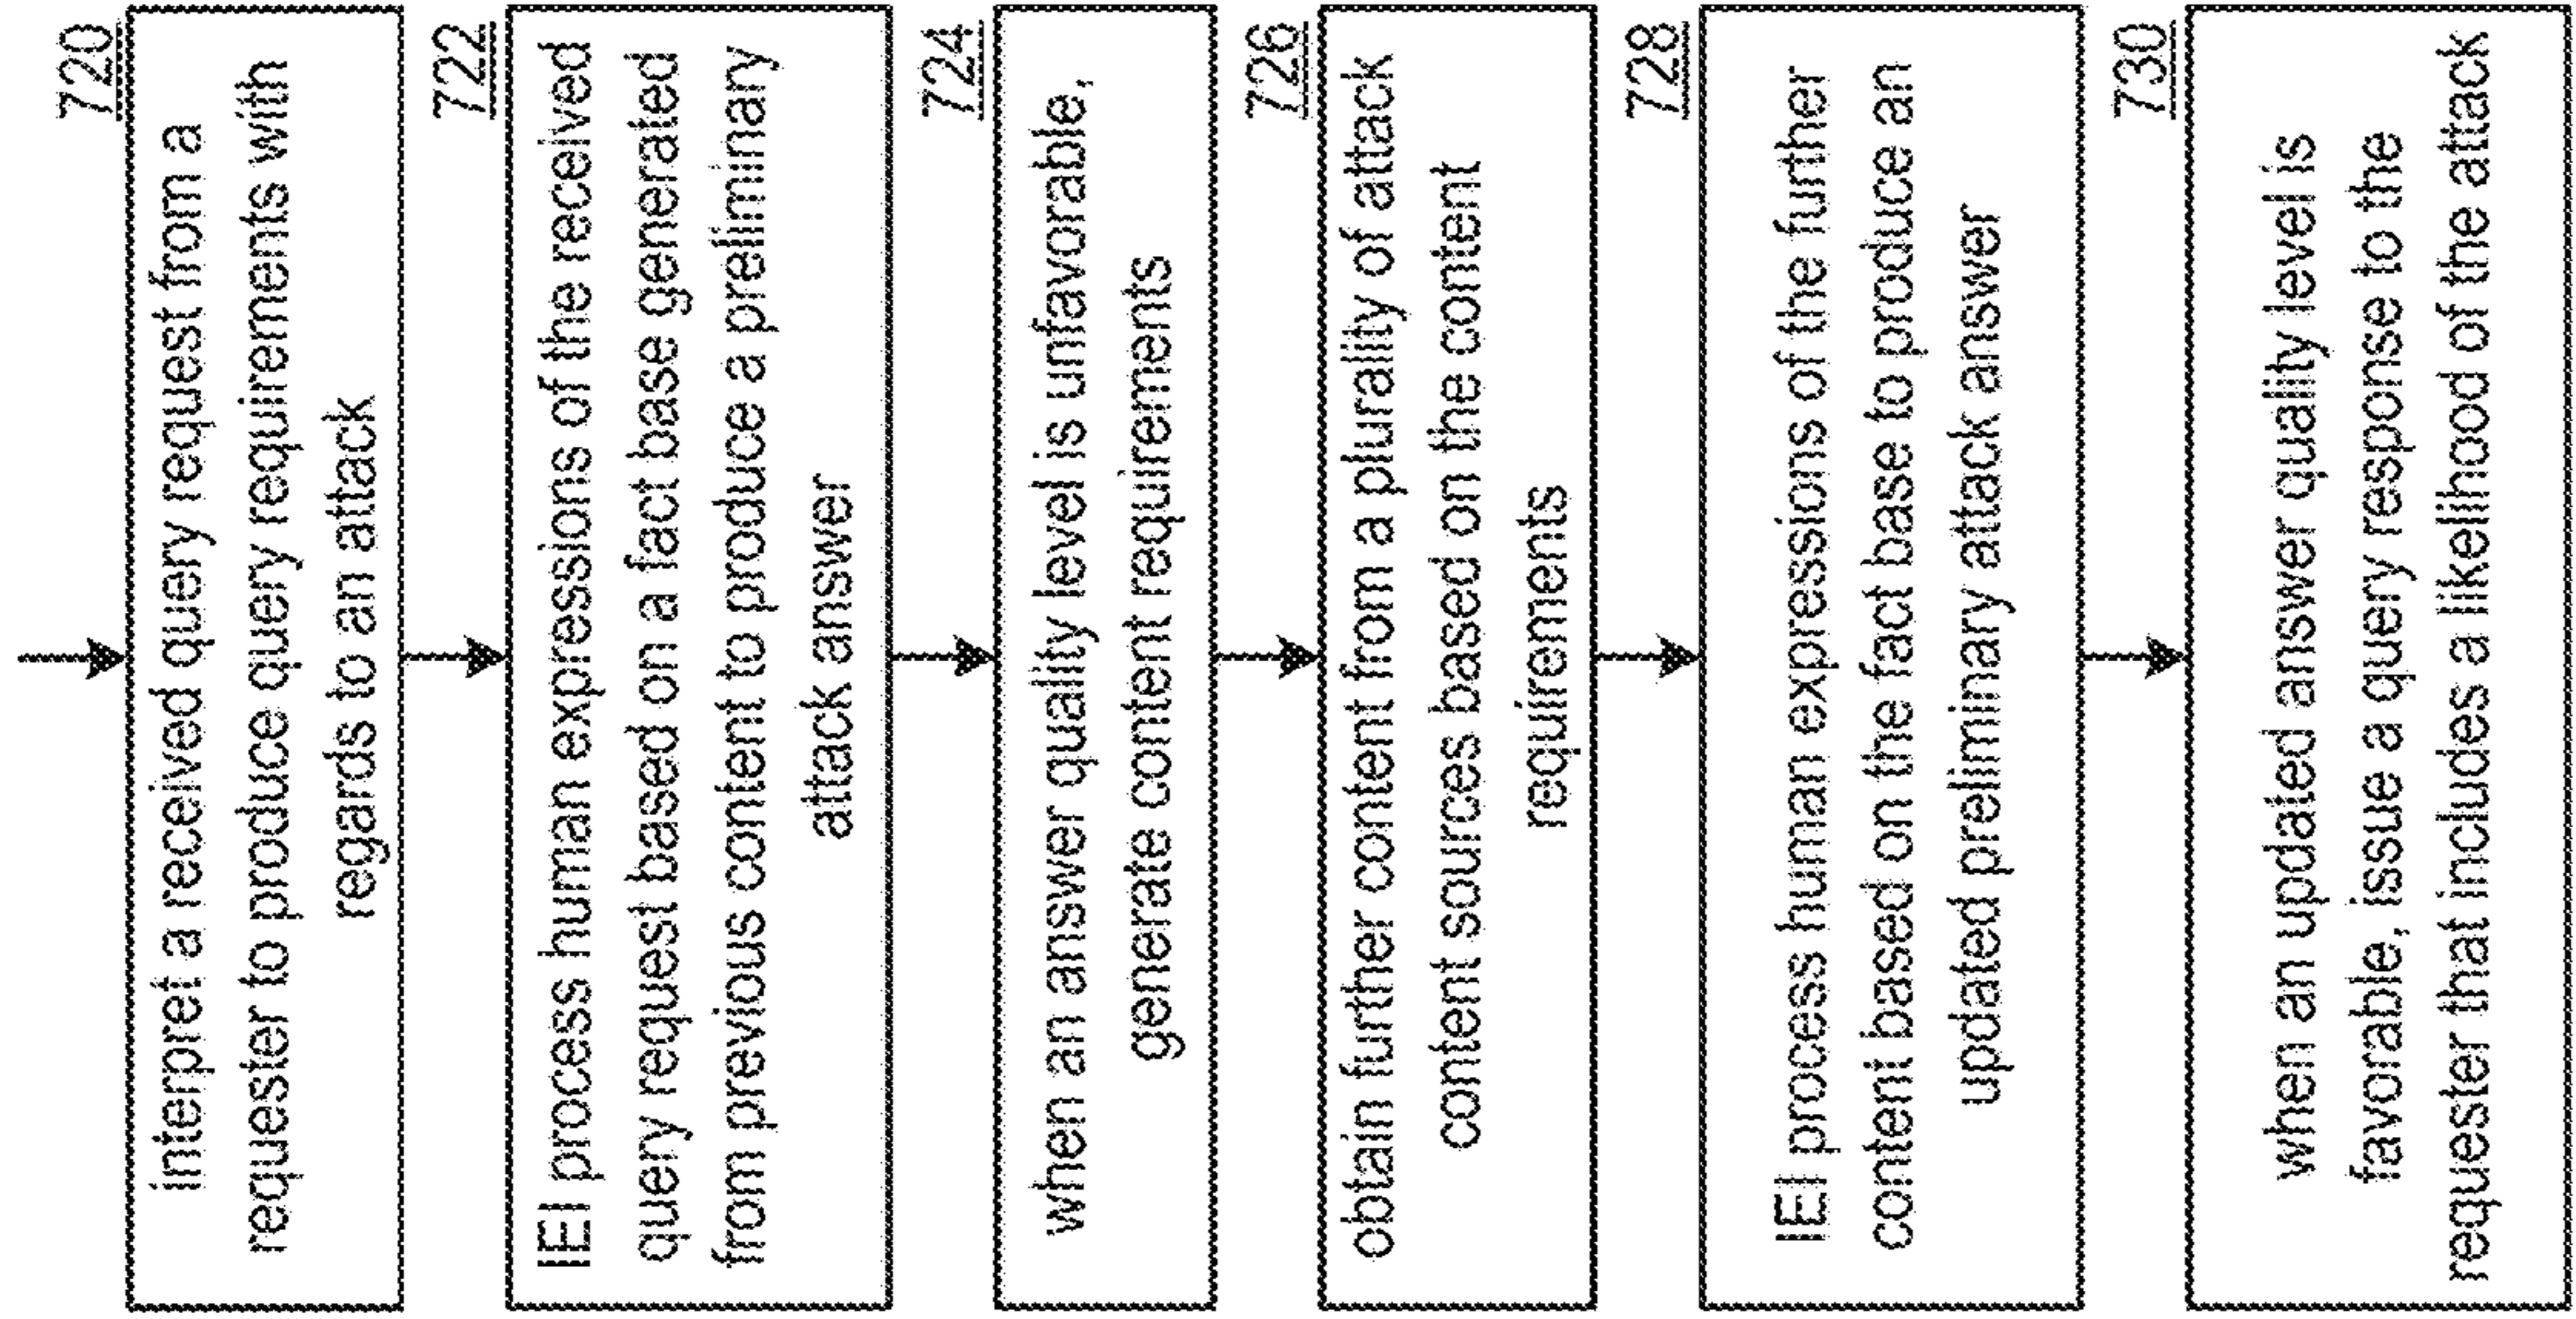 720
interpret a received query request from a
requester to produce query requirements with
regards to an attack
722
IEI process human expressions of the received
query request based on a fact base generated
from previous content to produce a preliminary
attack answer
724
when an answer quality level is unfavorable,
generate content requirements
726
obtain further content from a plurality of attack
content sources based on the content
requirements
728
IEI process human expressions of the further
content based on the fact base to produce an
updated preliminary attack answer
730
when an updated answer quality level is
favorable, issue a query response to the
requester that includes a likelihood of the attack